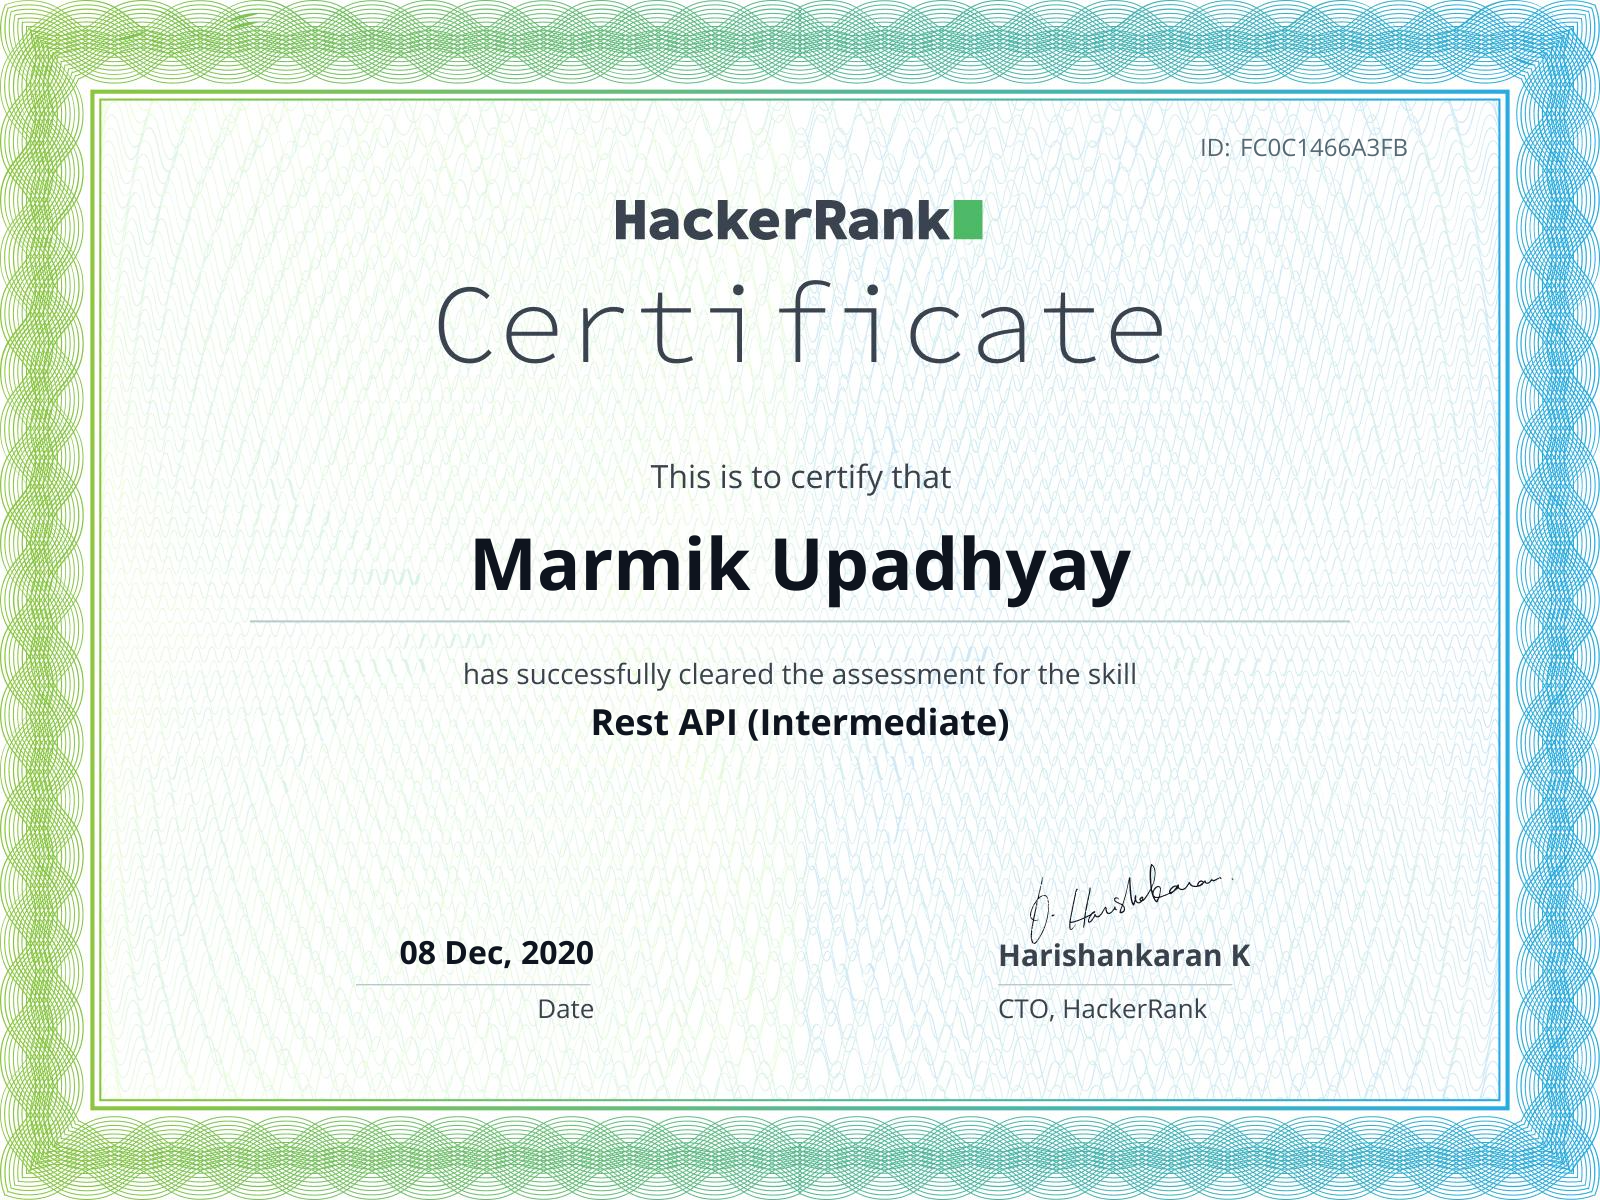 ID: FC0C1466A3FB
HackerRank
Certificate
This is to certify that
Marmik Upadhyay
has successfully cleared the assessment for the skill
Rest API (Intermediate)
08 Dec, 2020
Date
D. Harishankaran
Harishankaran K
CTO, HackerRank